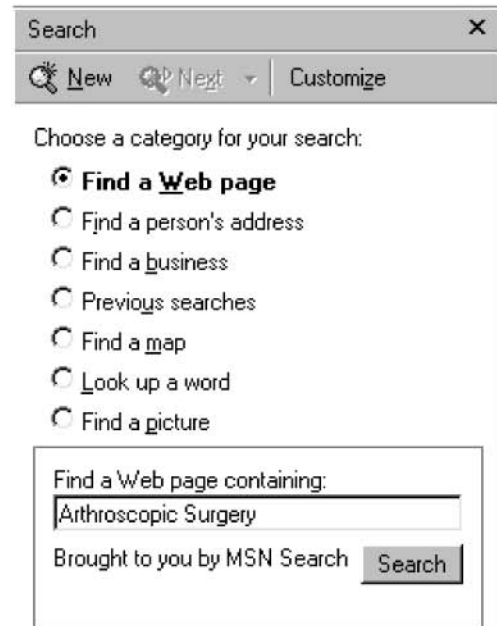 Search
New Next Customize
Choose a category for your search:
Find a Web page
Find a person's address
Find a business
Previous searches
Find a map
Look up a word
Find a picture
Find a Web page containing:
Arthroscopic Surgery
Brought to you by MSN Search Search